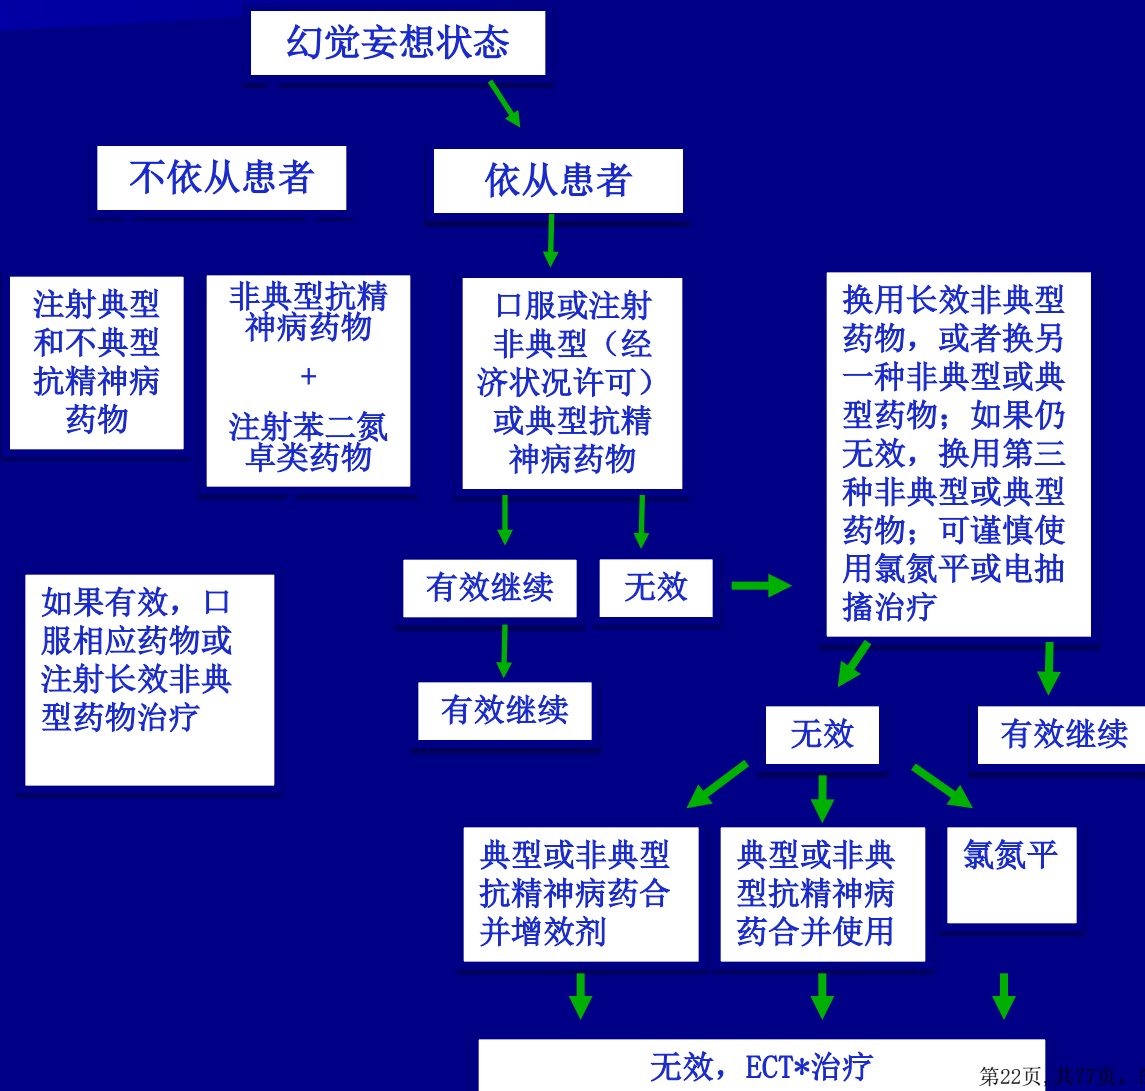 幻觉妄想状态
不依从患者
依从患者
注射典型
和不典型
抗精神病
药物
非典型抗精
神病药物
+
注射苯二氮
卓类药物
口服或注射
非典型（经
济状况许可）
或典型抗精
神病药物
换用长效非典型
药物，或者换另
一种非典型或典
型药物；如果仍
无效，换用第三
种非典型或典型
药物；可谨慎使
用氯氮平或电抽
搐治疗
有效继续
无效
如果有效，口
服相应药物或
注射长效非典
型药物治疗
有效继续
无效
有效继续
典型或非典型
抗精神病药合
并增效剂
典型或非典
型抗精神病
药合并使用
氯氮平
无效，ECT*治疗
第22页,共77页。